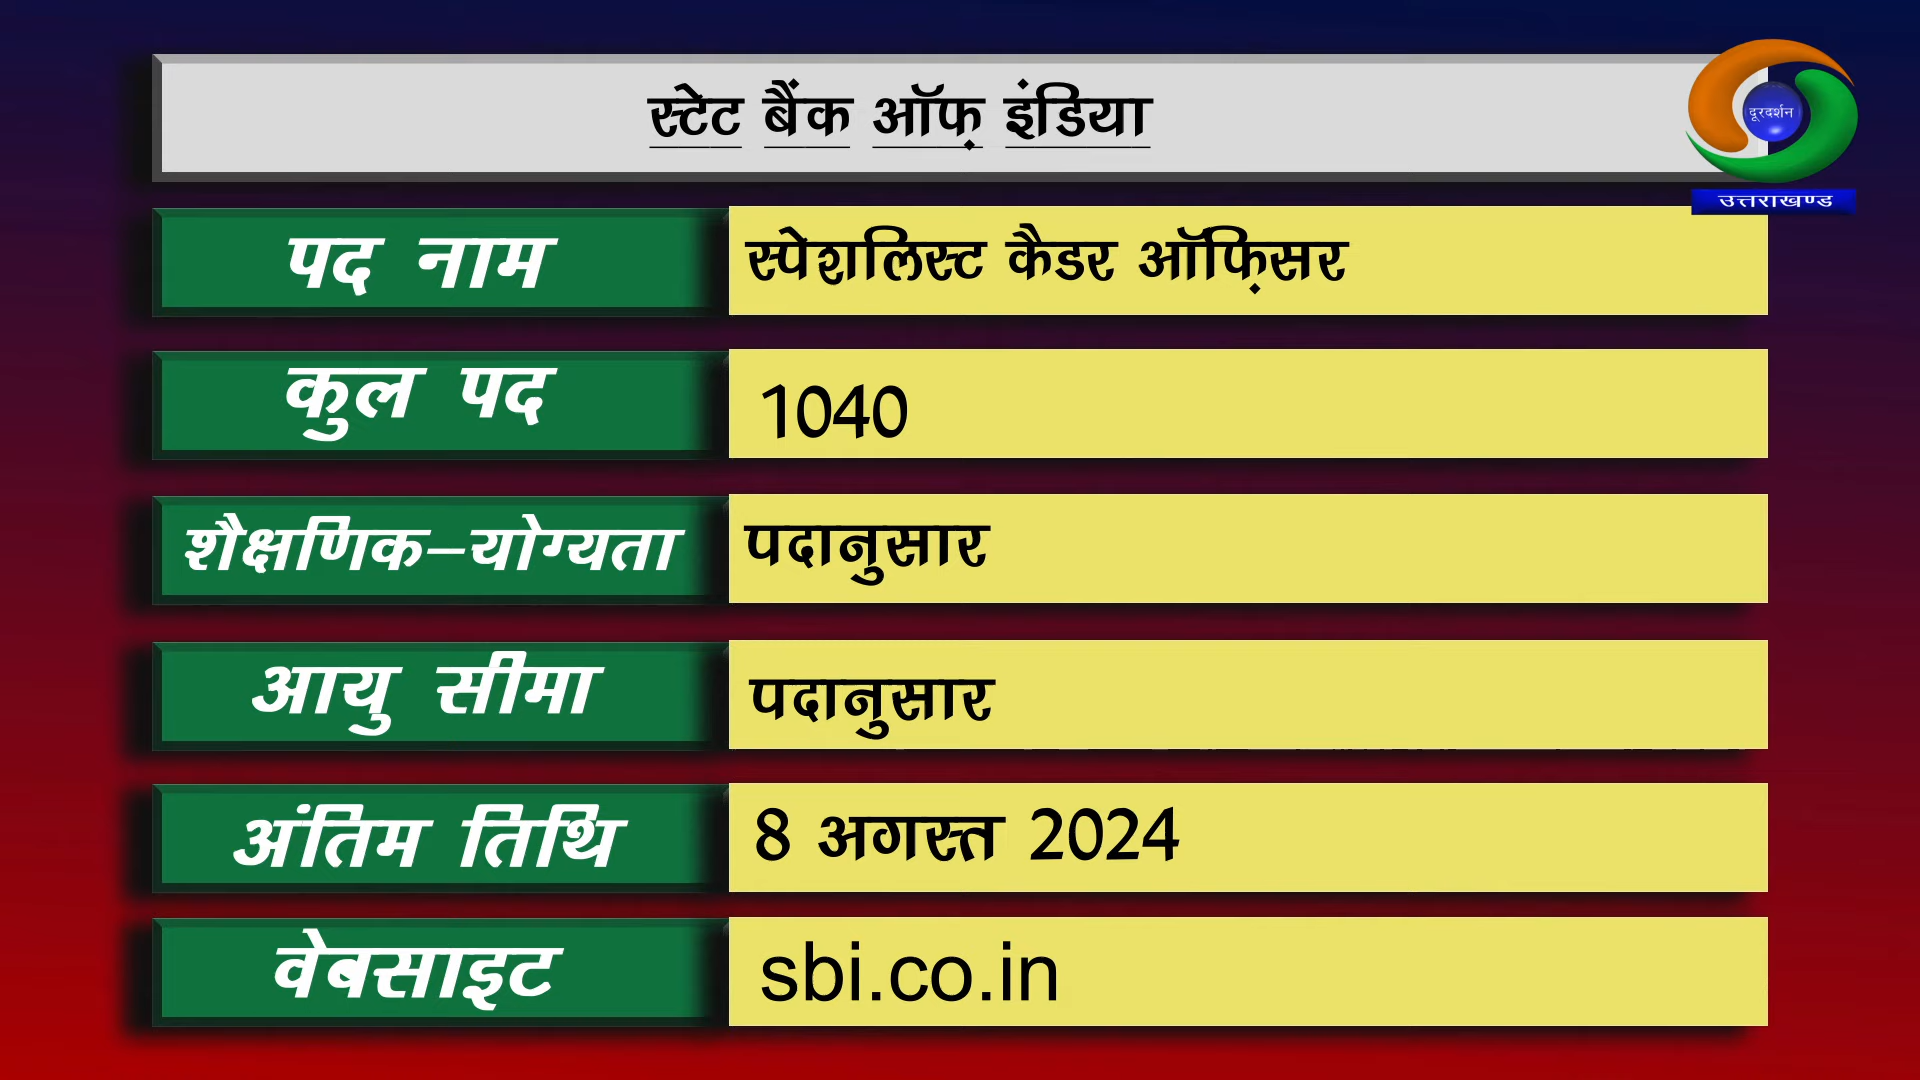 स्टेट बैंक ऑफ़ इंडिया
दूरदर्शन
उत्तराखण्ड
पद नाम स्पेशलिस्ट कैडर ऑफ़िसर
कुल पद 1040
शैक्षणिक–योग्यता पदानुसार
आयु सीमा पदानुसार
अंतिम तिथि 8 अगस्त 2024
वेबसाइट sbi.co.in